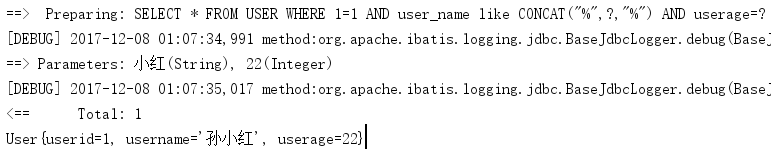 ==>  Preparing: SELECT * FROM USER WHERE 1=1 AND user_name like CONCAT("%",?,"%") AND userage=?
[DEBUG] 2017-12-08 01:07:34,991 method:org.apache.ibatis.logging.jdbc.BaseJdbcLogger.debug(BaseJ
==> Parameters: 小红(String), 22(Integer)
[DEBUG] 2017-12-08 01:07:35,017 method:org.apache.ibatis.logging.jdbc.BaseJdbcLogger.debug(BaseJ
<==      Total: 1
User{userid=1, username='孙小红', userage=22}